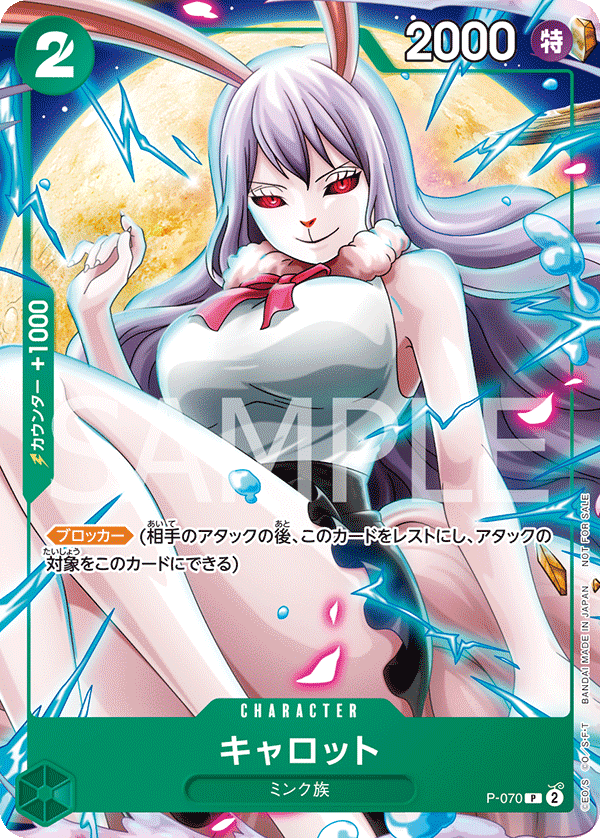 2
2000 特
カウンター +1000
SAMPLE
ブロッカー (相手のアタックの後、このカードをレストにし、アタックの
対象をこのカードにできる)
CHARACTER
キャロット
ミンク族
P-070 P 2
©E.O/S ©O/S・F・T BANDAI MADE IN JAPAN NOT FOR SALE